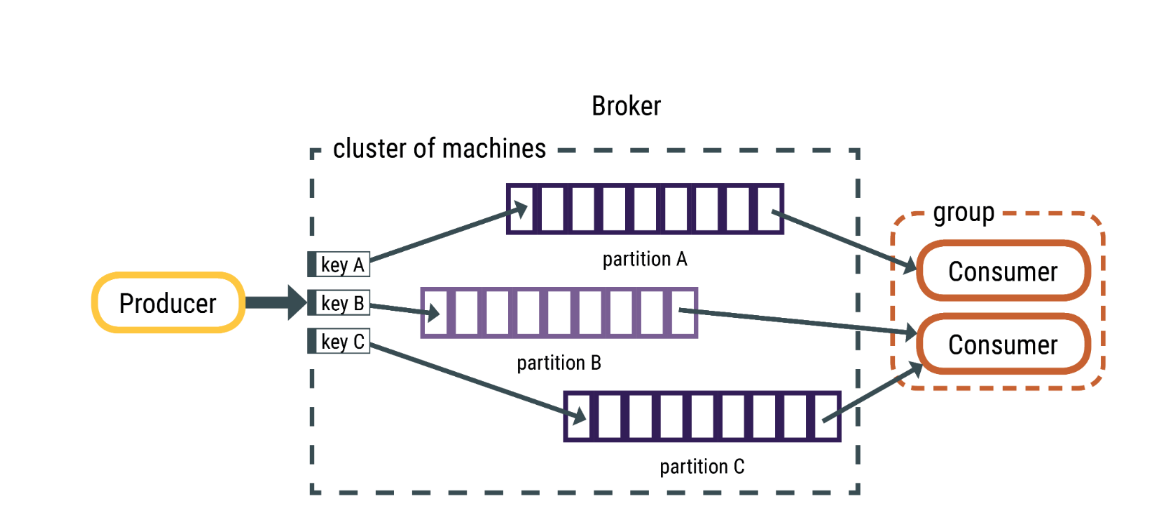 Broker
cluster of machines
group
partition A
key A
Consumer
Producer
key B
key C
Consumer
partition B
partition C